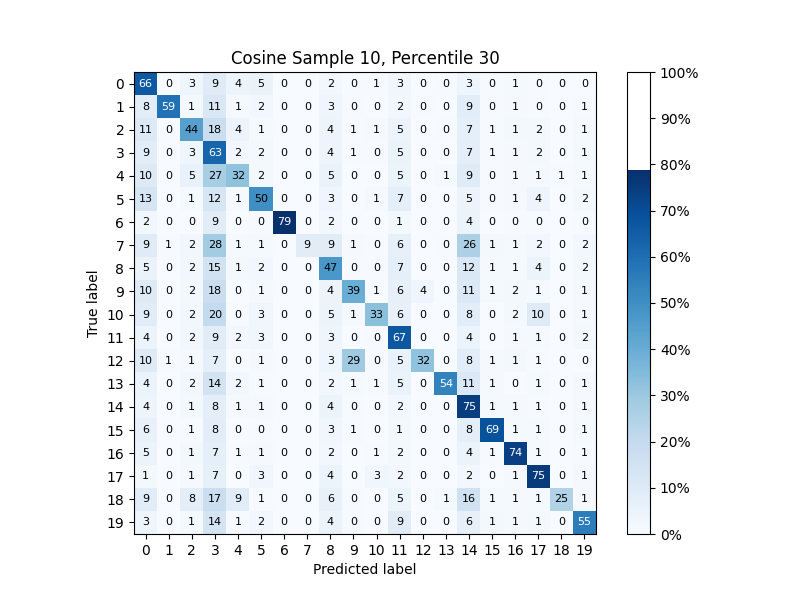 Cosine Sample 10, Percentile 30
True label
0 66 0 3 9 4 5 0 0 2 0 1 3 0 0 3 0 1 0 0 0
1 8 59 1 11 1 2 0 0 3 0 0 2 0 0 9 0 1 0 0 1
2 11 0 44 18 4 1 0 0 4 1 1 5 0 0 7 1 1 2 0 1
3 9 0 3 63 2 2 0 0 4 1 0 5 0 0 7 1 1 2 0 1
4 10 0 5 27 32 2 0 0 5 0 0 5 0 1 9 0 1 1 1 1
5 13 0 1 12 1 50 0 0 3 0 1 7 0 0 5 0 1 4 0 2
6 2 0 0 9 0 0 79 0 2 0 0 1 0 0 4 0 0 0 0 0
7 9 1 2 28 1 1 0 9 9 1 0 6 0 0 26 1 1 2 0 2
8 5 0 2 15 1 2 0 0 47 0 0 7 0 0 12 1 1 4 0 2
9 10 0 2 18 0 1 0 0 4 39 1 6 4 0 11 1 2 1 0 1
10 9 0 2 20 0 3 0 0 5 1 33 6 0 0 8 0 2 10 0 1
11 4 0 2 9 2 3 0 0 3 0 0 67 0 0 4 0 1 1 0 2
12 10 1 1 7 0 1 0 0 3 29 0 5 32 0 8 1 1 1 0 0
13 4 0 2 14 2 1 0 0 2 1 1 5 0 54 11 1 0 1 0 1
14 4 0 1 8 1 1 0 0 4 0 0 2 0 0 75 1 1 1 0 1
15 6 0 1 8 0 0 0 0 3 1 0 1 0 0 8 69 1 1 0 1
16 5 0 1 7 1 1 0 0 2 0 1 2 0 0 4 1 74 1 0 1
17 1 0 1 7 0 3 0 0 4 0 3 2 0 0 2 0 1 75 0 1
18 9 0 8 17 9 1 0 0 6 0 0 5 0 1 16 1 1 1 25 1
19 3 0 1 14 1 2 0 0 4 0 0 9 0 0 6 1 1 1 0 55
0 1 2 3 4 5 6 7 8 9 10 11 12 13 14 15 16 17 18 19
Predicted label
100%
90%
80%
70%
60%
50%
40%
30%
20%
10%
0%